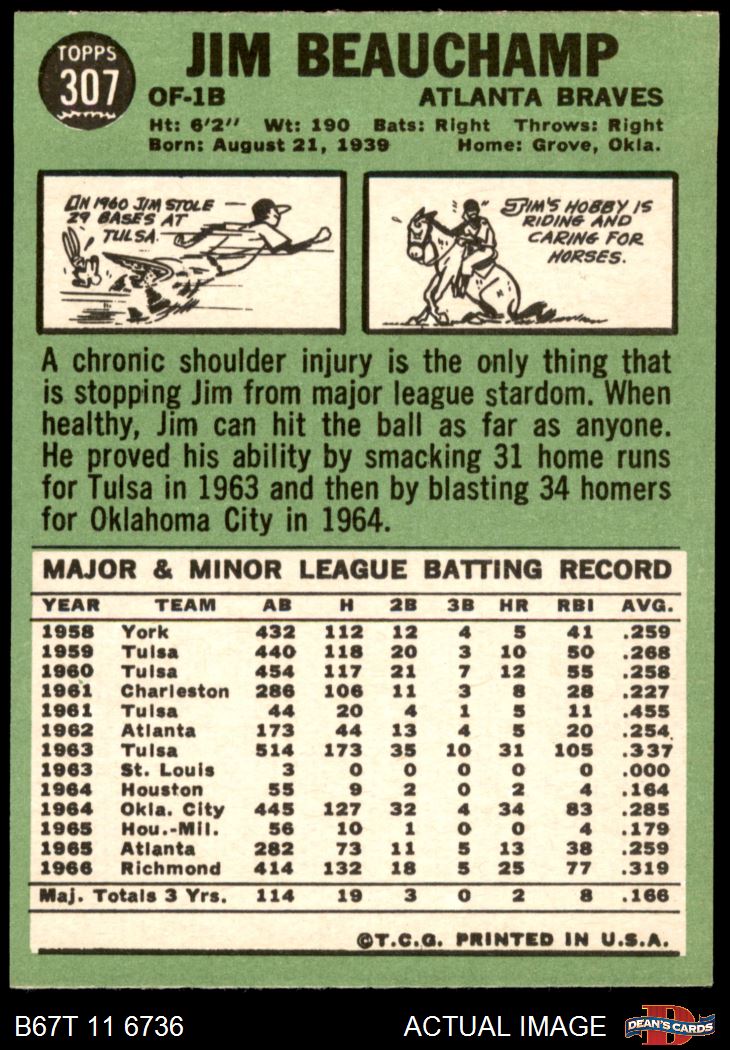 TOPPS
307
JIM BEAUCHAMP
OF-1B ATLANTA BRAVES
Ht: 6'2" Wt: 190 Bats: Right Throws: Right
Born: August 21, 1939 Home: Grove, Okla.
IN 1960 JIM STOLE
29 BASES AT
TULSA.
JIM'S HOBBY IS
RIDING AND
CARING FOR
HORSES.
A chronic shoulder injury is the only thing that
is stopping Jim from major league stardom. When
healthy, Jim can hit the ball as far as anyone.
He proved his ability by smacking 31 home runs
for Tulsa in 1963 and then by blasting 34 homers
for Oklahoma City in 1964.
MAJOR & MINOR LEAGUE BATTING RECORD
YEAR TEAM AB H 2B 3B HR RBI AVG.
1958 York 432 112 12 4 5 41 .259
1959 Tulsa 440 118 20 3 10 50 .268
1960 Tulsa 454 117 21 7 12 55 .258
1961 Charleston 286 106 11 3 8 28 .227
1961 Tulsa 44 20 4 1 5 11 .455
1962 Atlanta 173 44 13 4 5 20 .254
1963 Tulsa 514 173 35 10 31 105 .337
1963 St. Louis 3 0 0 0 0 0 .000
1964 Houston 55 9 2 0 2 4 .164
1964 Okla. City 445 127 32 4 34 83 .285
1965 Hou.-Mil. 56 10 1 0 0 4 .179
1965 Atlanta 282 73 11 5 13 38 .259
1966 Richmond 414 132 18 5 25 77 .319
Maj. Totals 3 Yrs. 114 19 3 0 2 8 .166
©T.C.G. PRINTED IN U.S.A.
B67T 11 6736 ACTUAL IMAGE
D
DEAN'S CARDS